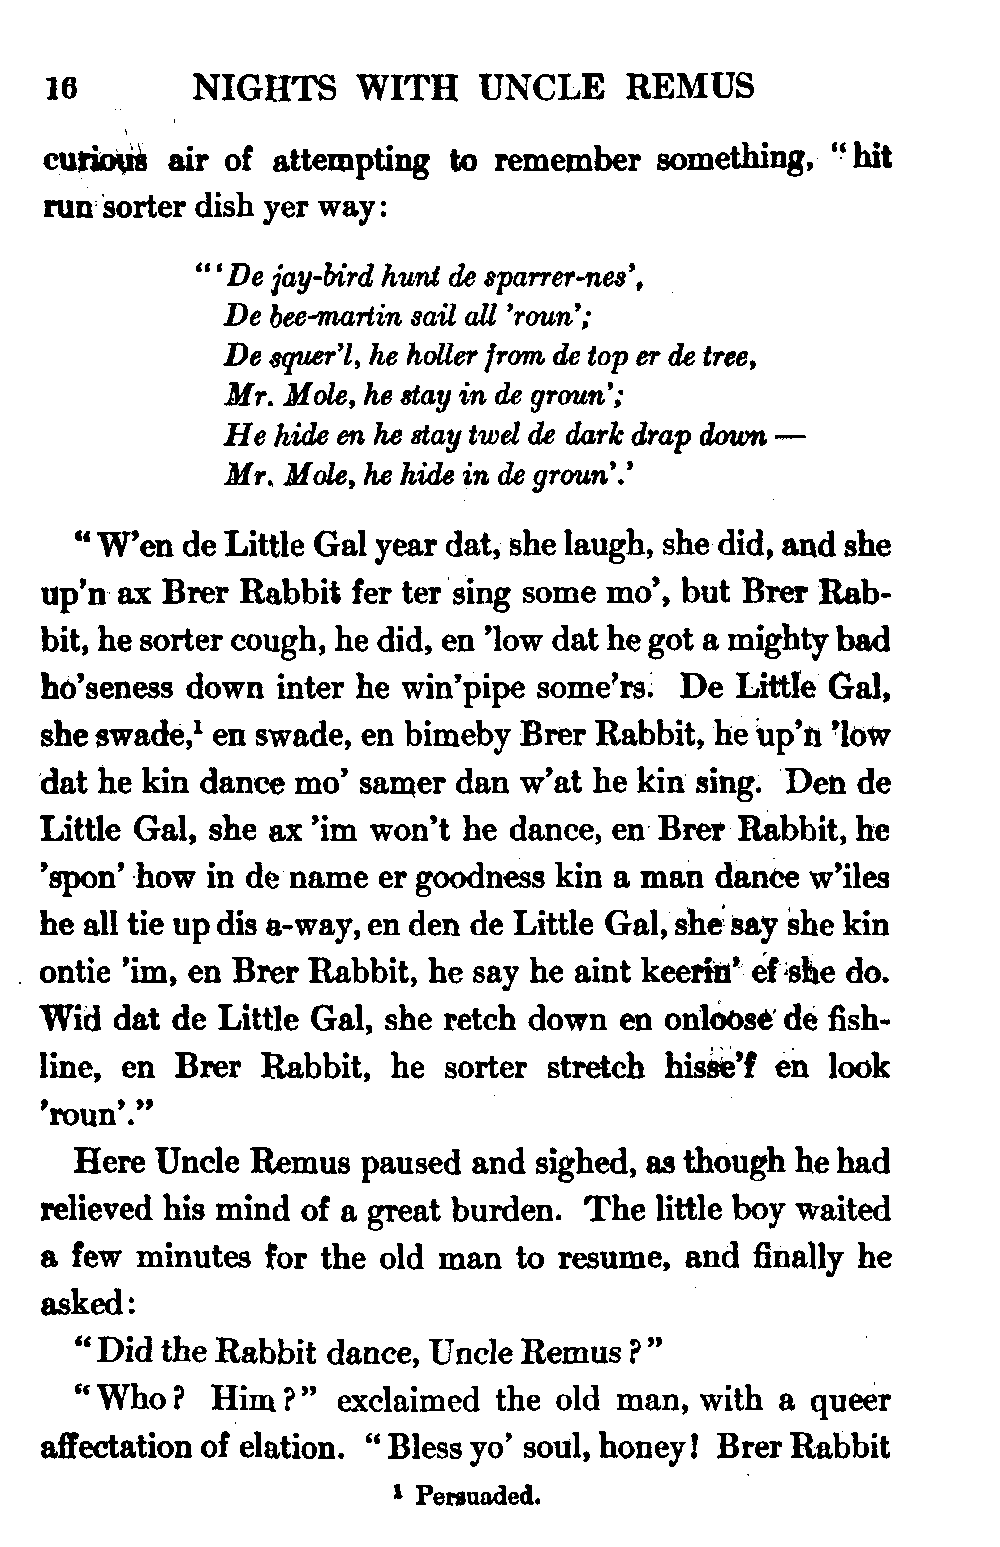 16 NIGHTS WITH UNCLE REMUS
curious air of attempting to remember something, "hit
run sorter dish yer way:
"'De jay-bird hunt de sparrer-nes',
De bee-martin sail all 'roun';
De squer'l, he holler from de top er de tree,
Mr. Mole, he stay in de groun';
He hide en he stay twel de dark drap down —
Mr. Mole, he hide in de groun'.'
"W'en de Little Gal year dat, she laugh, she did, and she
up'n ax Brer Rabbit fer ter sing some mo', but Brer Rab-
bit, he sorter cough, he did, en 'low dat he got a mighty bad
ho'seness down inter he win'pipe some'rs. De Little Gal,
she swade,¹ en swade, en bimeby Brer Rabbit, he up'n 'low
dat he kin dance mo' samer dan w'at he kin sing. Den de
Little Gal, she ax 'im won't he dance, en Brer Rabbit, he
'spon' how in de name er goodness kin a man dance w'iles
he all tie up dis a-way, en den de Little Gal, she say she kin
ontie 'im, en Brer Rabbit, he say he aint keerin' ef she do.
Wid dat de Little Gal, she retch down en onloose de fish-
line, en Brer Rabbit, he sorter stretch hisse'f en look
'roun'."
Here Uncle Remus paused and sighed, as though he had
relieved his mind of a great burden. The little boy waited
a few minutes for the old man to resume, and finally he
asked:
"Did the Rabbit dance, Uncle Remus?"
"Who? Him?" exclaimed the old man, with a queer
affectation of elation. "Bless yo' soul, honey! Brer Rabbit
¹ Persuaded.